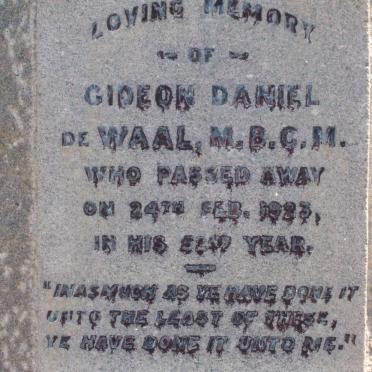 LOVING MEMORY
OF
GIDEON DANIEL
DE WAAL, M.B.C.M.
WHO PASSED AWAY
ON 24TH FEB. 1923,
IN HIS YEAR.
"INASMUCH AS YE HAVE DONE IT
UNTO THE LEAST OF THESE,
YE HAVE DONE IT UNTO ME."